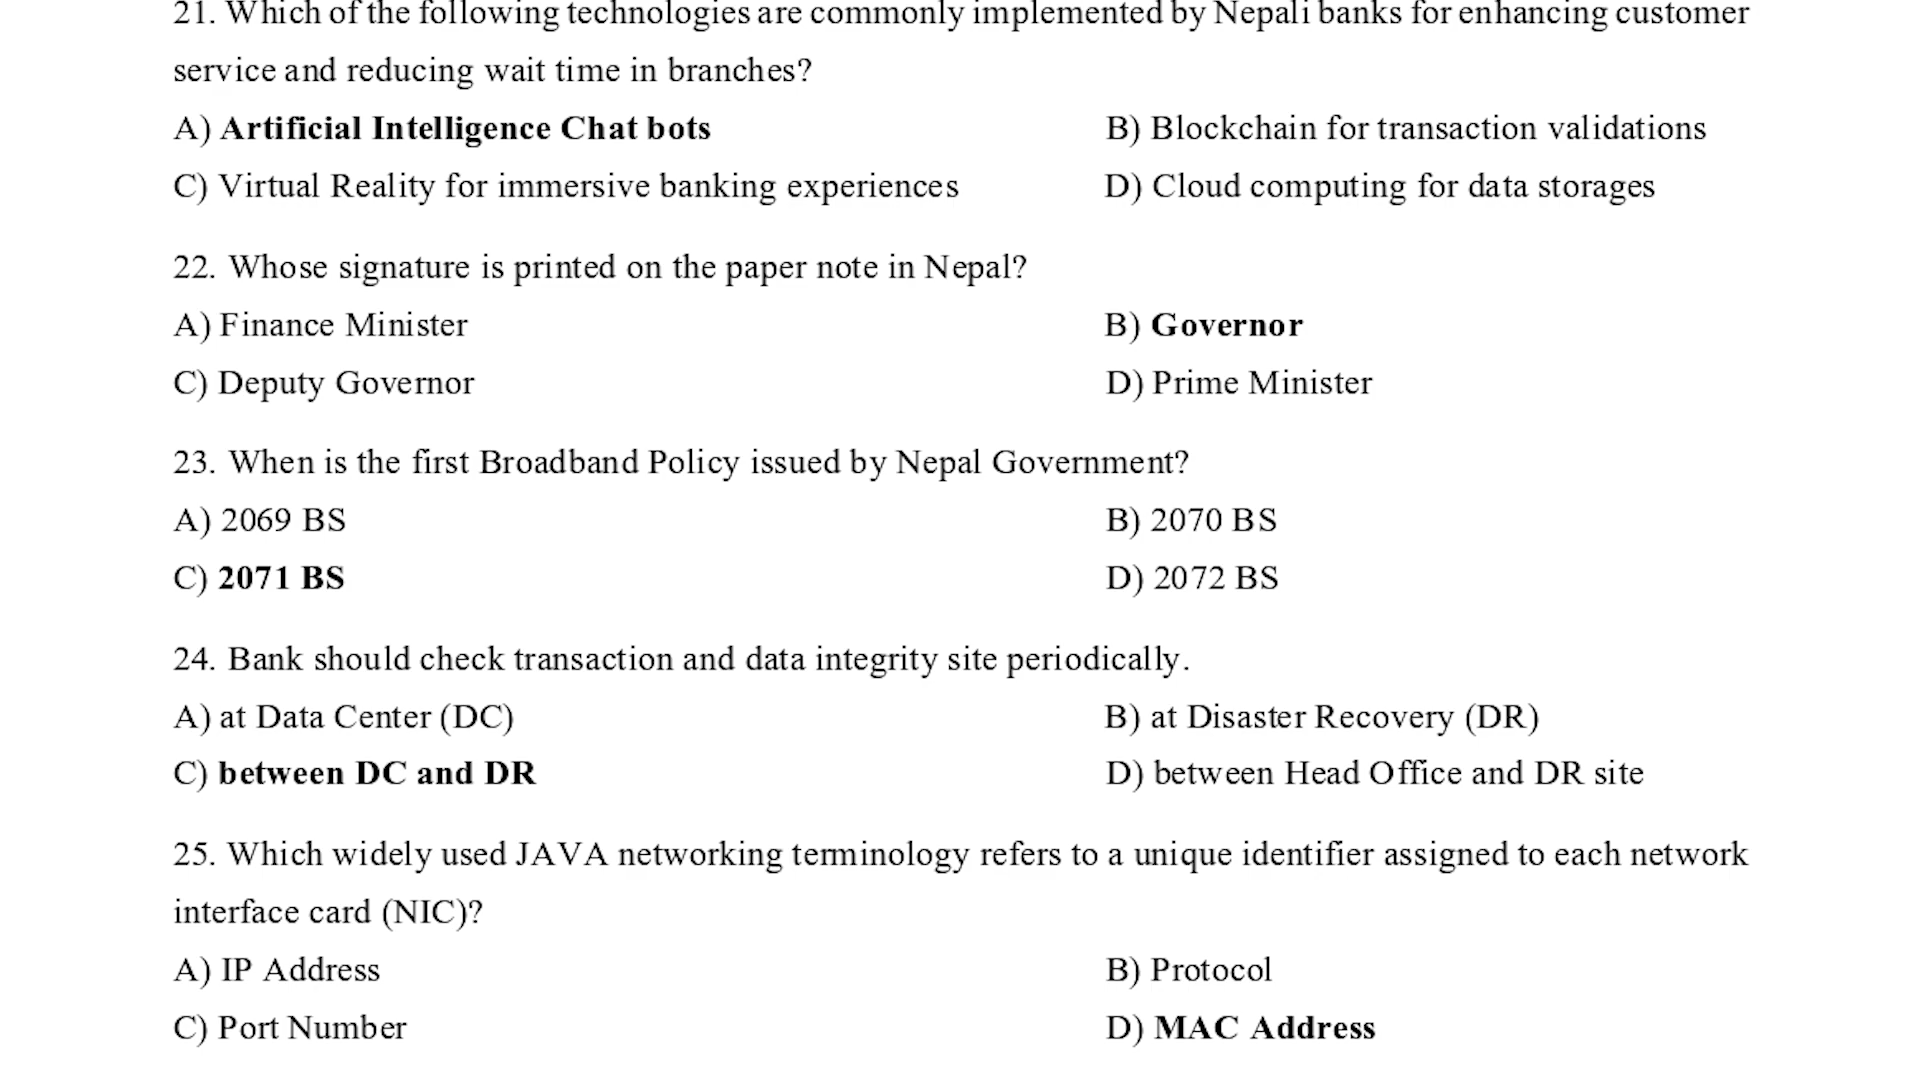 21. Which of the following technologies are commonly implemented by Nepali banks for enhancing customer
service and reducing wait time in branches?
A) Artificial Intelligence Chat bots B) Blockchain for transaction validations
C) Virtual Reality for immersive banking experiences D) Cloud computing for data storages
22. Whose signature is printed on the paper note in Nepal?
A) Finance Minister B) Governor
C) Deputy Governor D) Prime Minister
23. When is the first Broadband Policy issued by Nepal Government?
A) 2069 BS B) 2070 BS
C) 2071 BS D) 2072 BS
24. Bank should check transaction and data integrity site periodically.
A) at Data Center (DC) B) at Disaster Recovery (DR)
C) between DC and DR D) between Head Office and DR site
25. Which widely used JAVA networking terminology refers to a unique identifier assigned to each network
interface card (NIC)?
A) IP Address B) Protocol
C) Port Number D) MAC Address